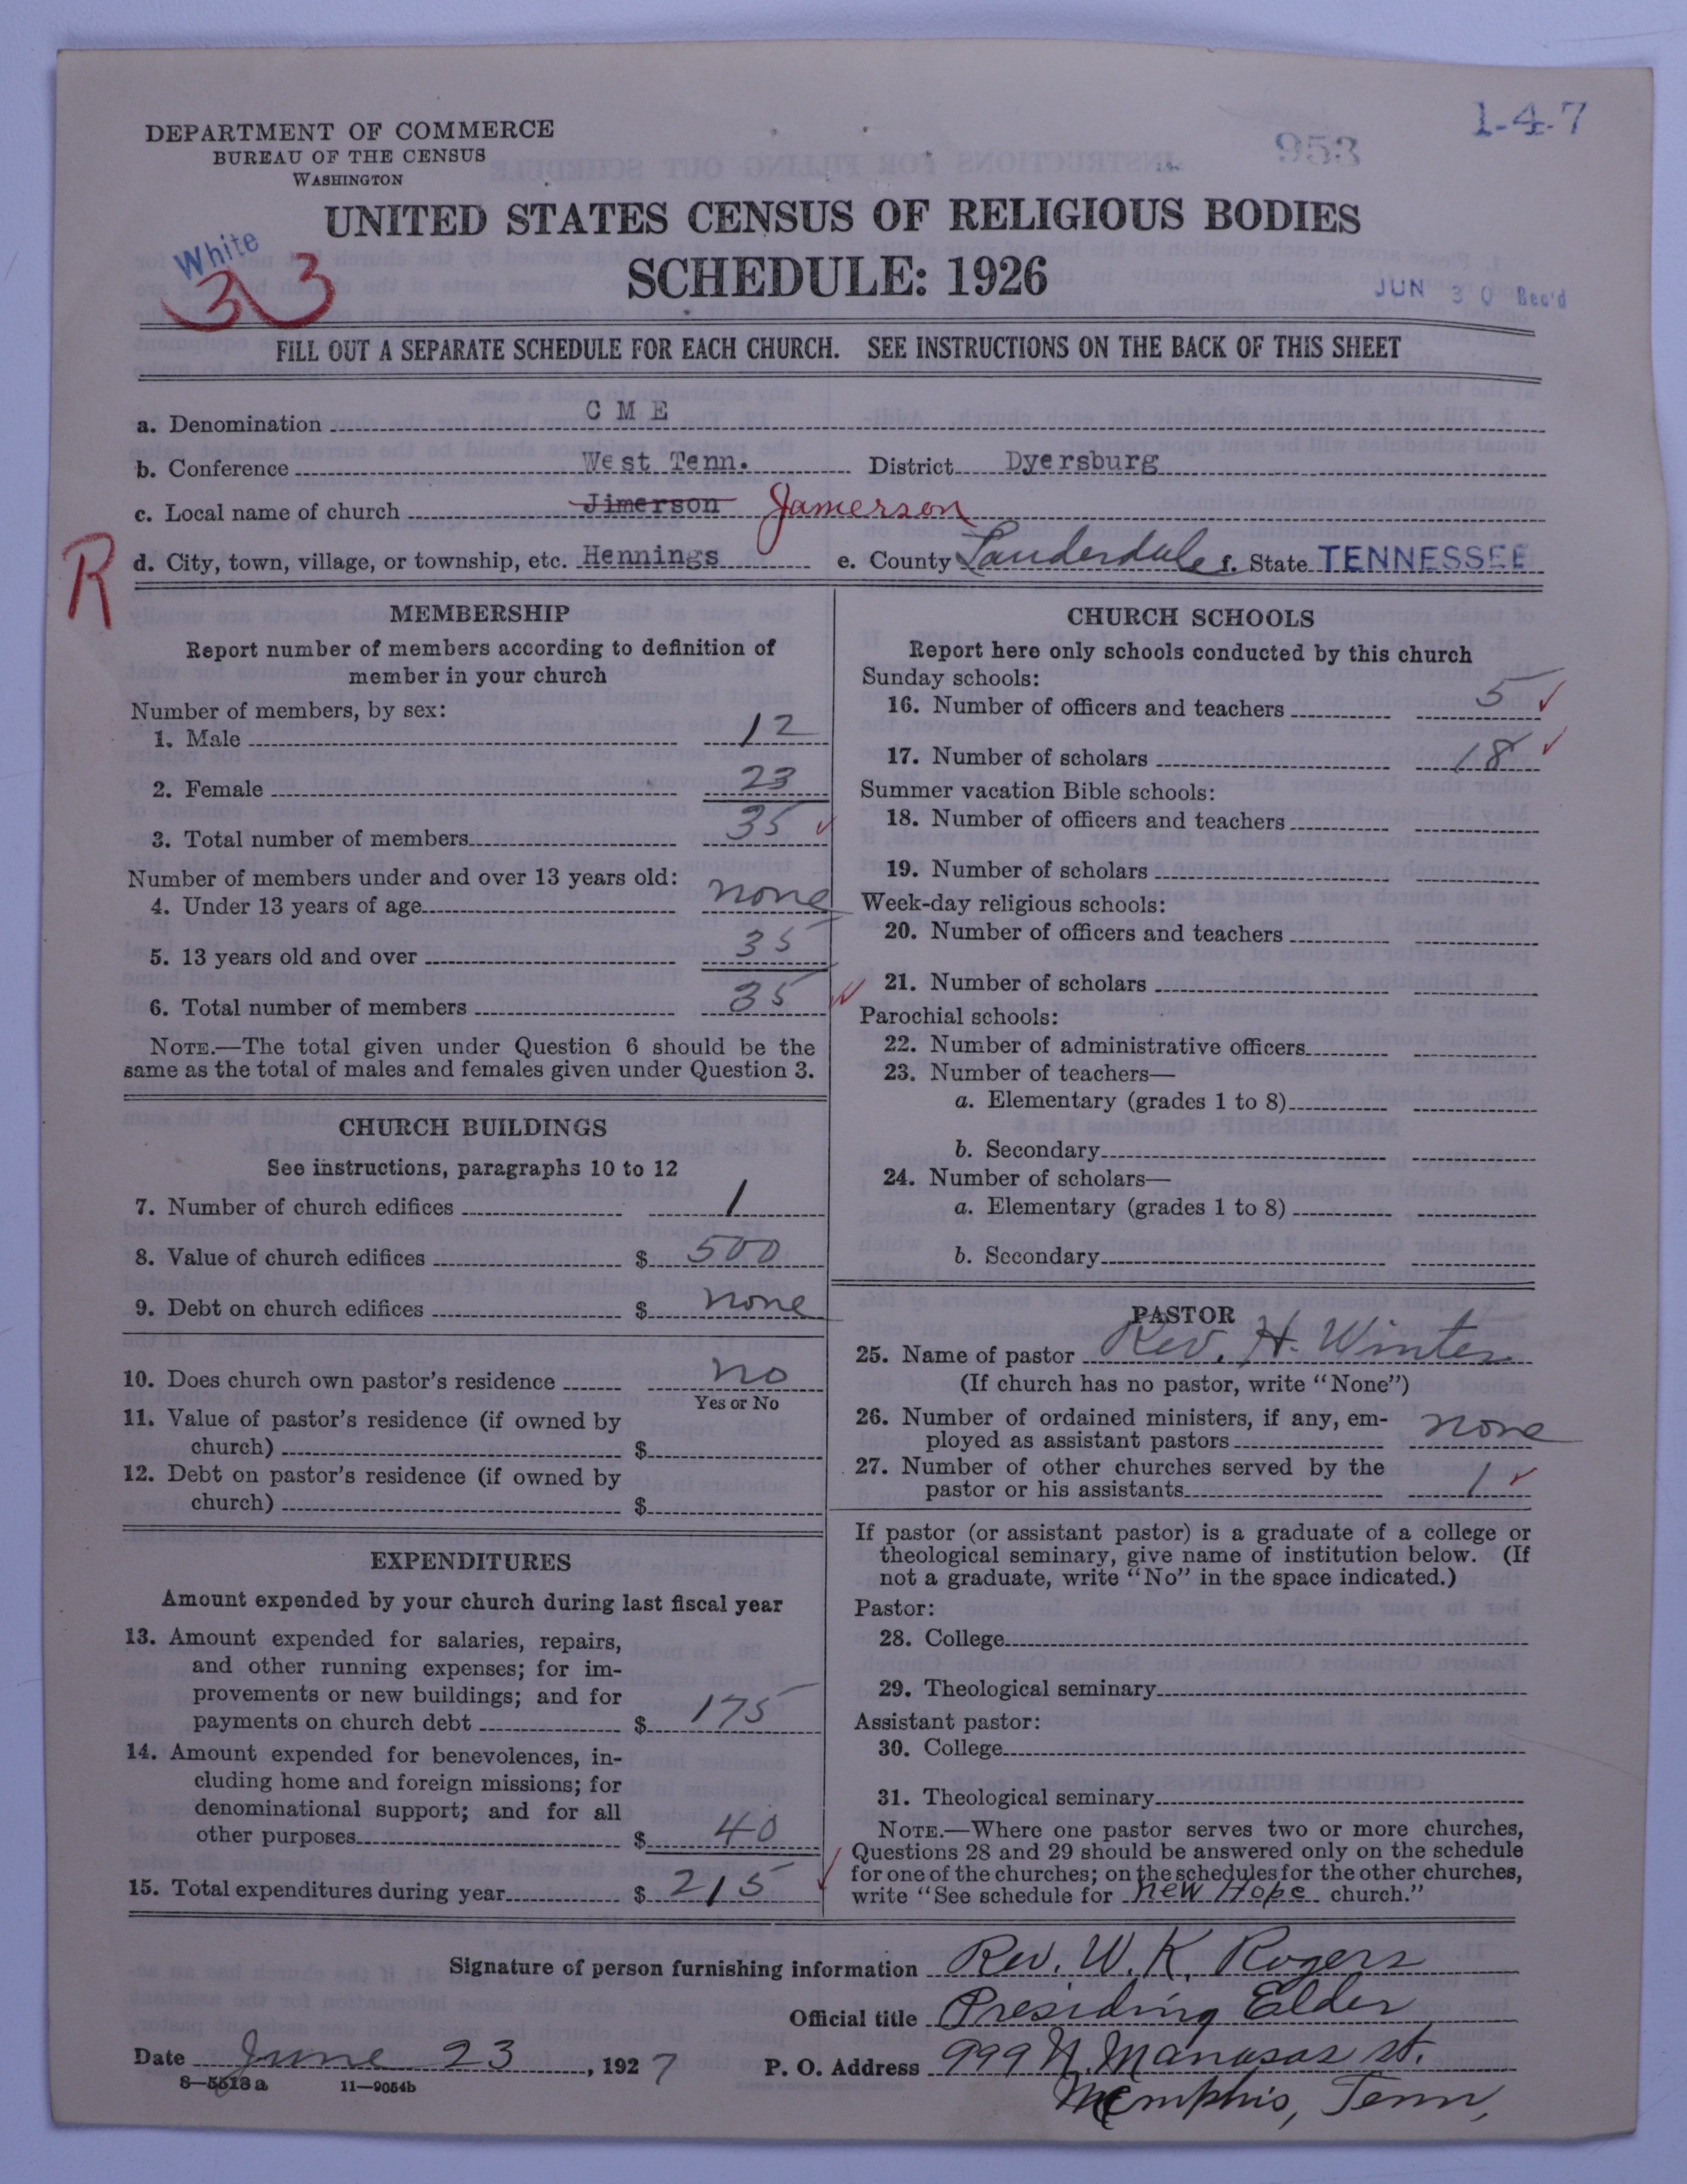 1-4-7
953
DEPARTMENT OF COMMERCE
BUREAU OF THE CENSUS
WASHINGTON
UNITED STATES CENSUS OF RELIGIOUS BODIES
White
33
SCHEDULE: 1926
JUN 30 Rec'd
FILL OUT A SEPARATE SCHEDULE FOR EACH CHURCH. SEE INSTRUCTIONS ON THE BACK OF THIS SHEET
a. Denomination C M E
b. Conference West Tenn. District Dyersburg
c. Local name of church Jimerson Jamerson
R
d. City, town, village, or township, etc. Hennings e. County Lauderdale f. State TENNESSEE
MEMBERSHIP
Report number of members according to definition of
member in your church
Number of members, by sex:
1. Male 12
2. Female 23
3. Total number of members 35
Number of members under and over 13 years old:
4. Under 13 years of age none
5. 13 years old and over 35
6. Total number of members 35
NOTE.—The total given under Question 6 should be the
same as the total of males and females given under Question 3.
CHURCH BUILDINGS
See instructions, paragraphs 10 to 12
7. Number of church edifices 1
8. Value of church edifices $ 500
9. Debt on church edifices $ none
10. Does church own pastor's residence no
Yes or No
11. Value of pastor's residence (if owned by
church) $
12. Debt on pastor's residence (if owned by
church) $
EXPENDITURES
Amount expended by your church during last fiscal year
13. Amount expended for salaries, repairs,
and other running expenses; for im-
provements or new buildings; and for
payments on church debt $ 175
14. Amount expended for benevolences, in-
cluding home and foreign missions; for
denominational support; and for all
other purposes $ 40
15. Total expenditures during year $ 215
CHURCH SCHOOLS
Report here only schools conducted by this church
Sunday schools:
16. Number of officers and teachers 5
17. Number of scholars 18
Summer vacation Bible schools:
18. Number of officers and teachers
19. Number of scholars
Week-day religious schools:
20. Number of officers and teachers
21. Number of scholars
Parochial schools:
22. Number of administrative officers
23. Number of teachers—
a. Elementary (grades 1 to 8)
b. Secondary
24. Number of scholars—
a. Elementary (grades 1 to 8)
b. Secondary
PASTOR
25. Name of pastor Rev. H. Winter
(If church has no pastor, write "None")
26. Number of ordained ministers, if any, em-
ployed as assistant pastors none
27. Number of other churches served by the
pastor or his assistants 1
If pastor (or assistant pastor) is a graduate of a college or
theological seminary, give name of institution below. (If
not a graduate, write "No" in the space indicated.)
Pastor:
28. College
29. Theological seminary
Assistant pastor:
30. College
31. Theological seminary
NOTE.—Where one pastor serves two or more churches,
Questions 28 and 29 should be answered only on the schedule
for one of the churches; on the schedules for the other churches,
write "See schedule for New Hope church."
Signature of person furnishing information Rev. W. K. Rogers
Official title Presiding Elder
Date June 23, 1927 P. O. Address 999 N. Manasas st.
8—5513a 11—9054b
Memphis, Tenn,